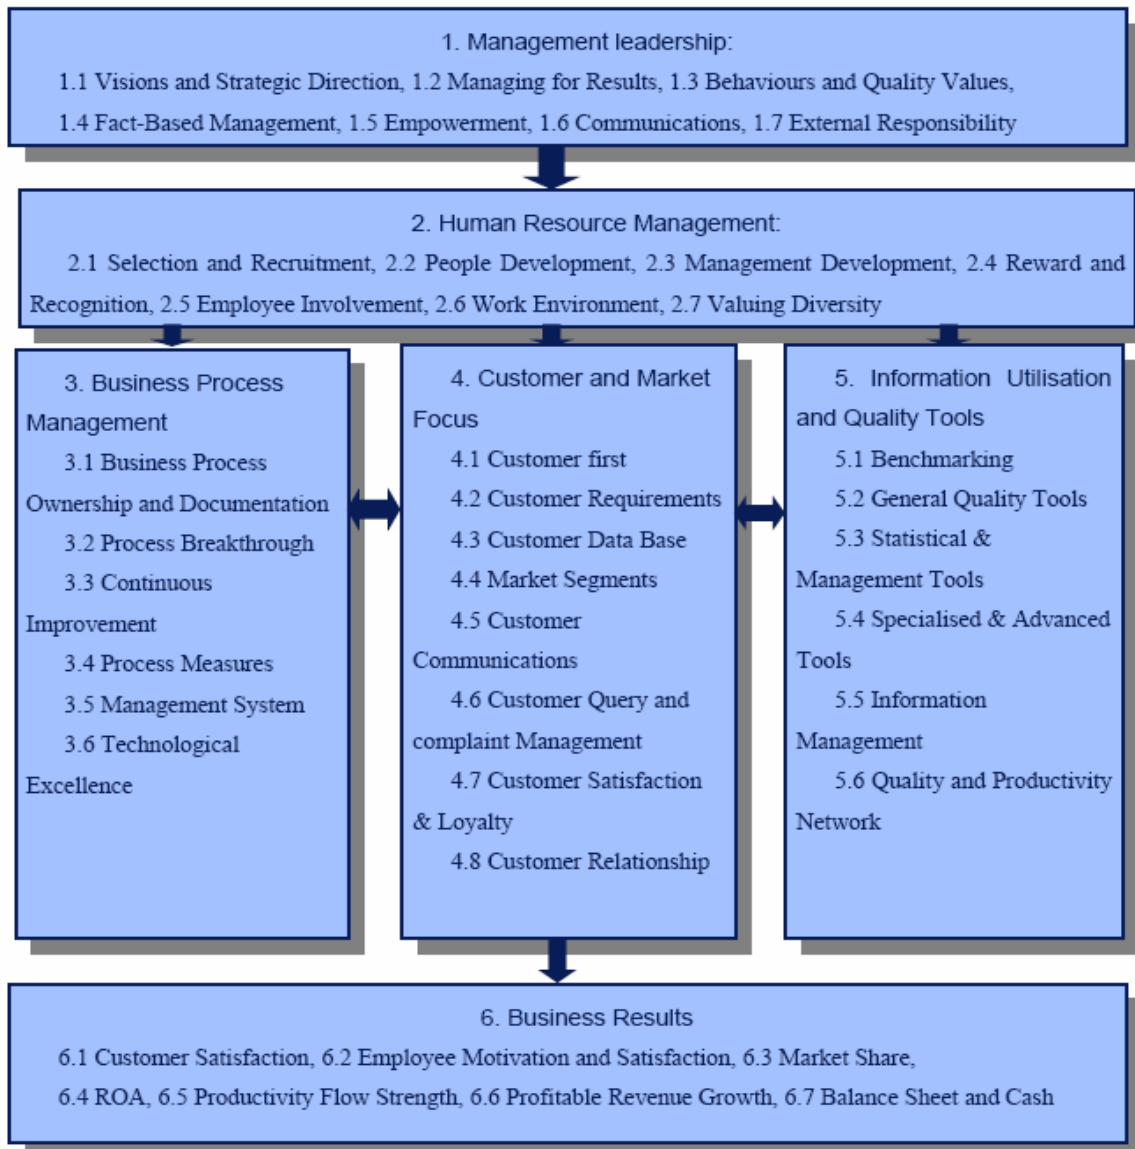 1. Management leadership:
1.1 Visions and Strategic Direction, 1.2 Managing for Results, 1.3 Behaviours and Quality Values,
1.4 Fact-Based Management, 1.5 Empowerment, 1.6 Communications, 1.7 External Responsibility
2. Human Resource Management:
2.1 Selection and Recruitment, 2.2 People Development, 2.3 Management Development, 2.4 Reward and
Recognition, 2.5 Employee Involvement, 2.6 Work Environment, 2.7 Valuing Diversity
3. Business Process
Management
3.1 Business Process
Ownership and Documentation
3.2 Process Breakthrough
3.3 Continuous
Improvement
3.4 Process Measures
3.5 Management System
3.6 Technological
Excellence
4. Customer and Market
Focus
4.1 Customer first
4.2 Customer Requirements
4.3 Customer Data Base
4.4 Market Segments
4.5 Customer
Communications
4.6 Customer Query and
complaint Management
4.7 Customer Satisfaction
& Loyalty
4.8 Customer Relationship
5. Information Utilisation
and Quality Tools
5.1 Benchmarking
5.2 General Quality Tools
5.3 Statistical &
Management Tools
5.4 Specialised & Advanced
Tools
5.5 Information
Management
5.6 Quality and Productivity
Network
6. Business Results
6.1 Customer Satisfaction, 6.2 Employee Motivation and Satisfaction, 6.3 Market Share,
6.4 ROA, 6.5 Productivity Flow Strength, 6.6 Profitable Revenue Growth, 6.7 Balance Sheet and Cash